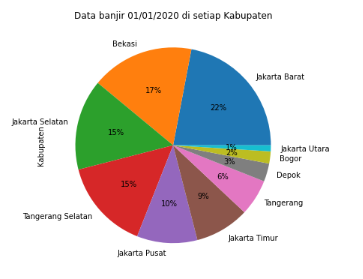 Data banjir 01/01/2020 di setiap Kabupaten
Bekasi
Jakarta Barat
17%
22%
Jakarta Selatan
15%
Kabupaten
Jakarta Utara
1%
2%
Bogor
3%
Depok
15%
6%
Tangerang
9%
10%
Tangerang Selatan
Jakarta Timur
Jakarta Pusat